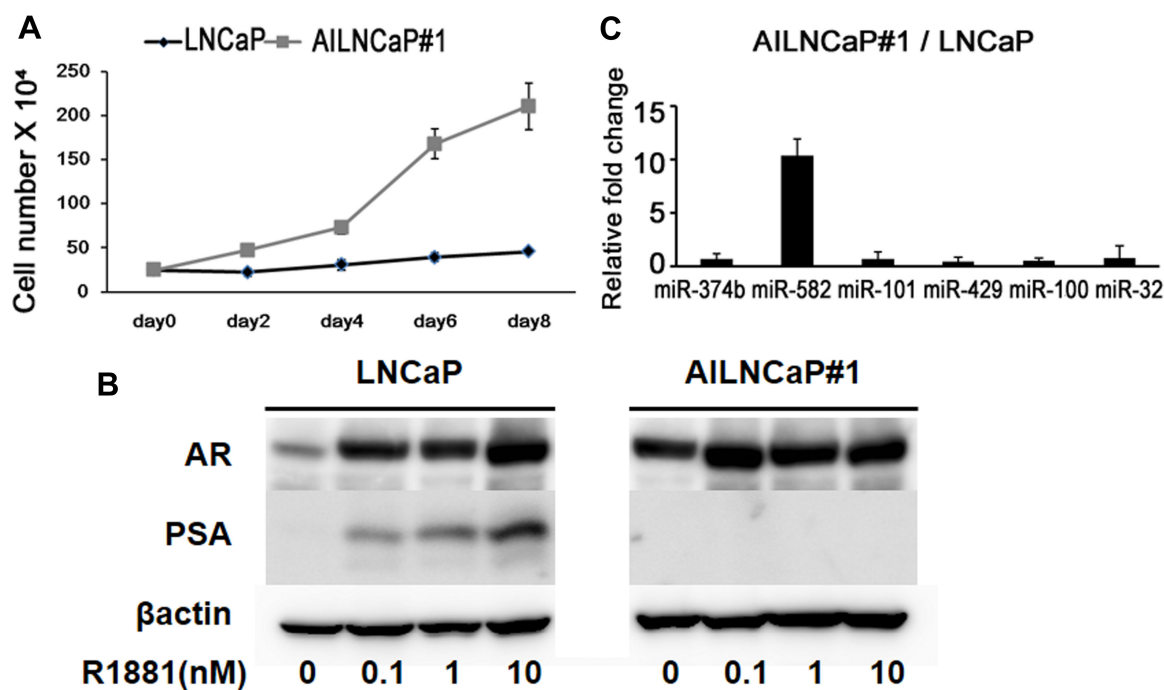 A
LNCaP AILNCaP#1
Cell number X 10⁴
250
200
150
100
50
0
day0 day2 day4 day6 day8
C
AILNCaP#1 / LNCaP
Relative fold change
15
10
5
0
miR-374b miR-582 miR-101 miR-429 miR-100 miR-32
B
LNCaP AILNCaP#1
AR
PSA
βactin
R1881(nM) 0 0.1 1 10 0 0.1 1 10